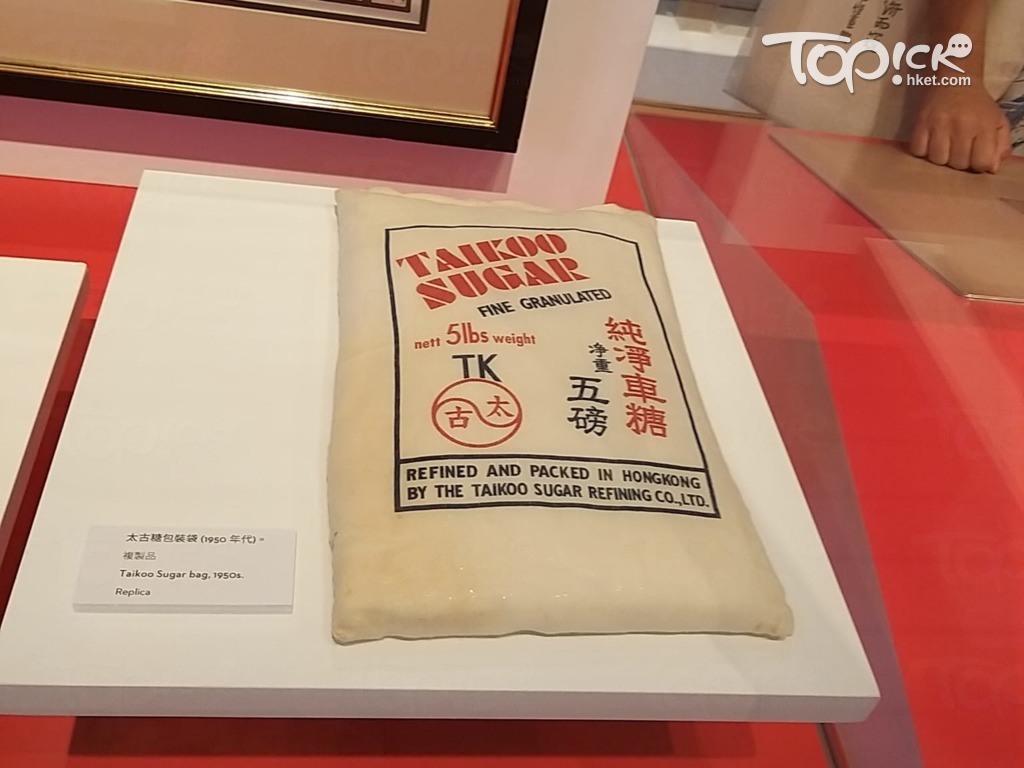 TOPick
hket.com
TAIKOO
SUGAR
FINE GRANULATED
nett 5lbs weight
TK
太古
純淨車糖
净重
五磅
REFINED AND PACKED IN HONGKONG
BY THE TAIKOO SUGAR REFINING CO.,LTD.
太古糖包裝袋 (1950 年代)。
複製品
Taikoo Sugar bag, 1950s.
Replica